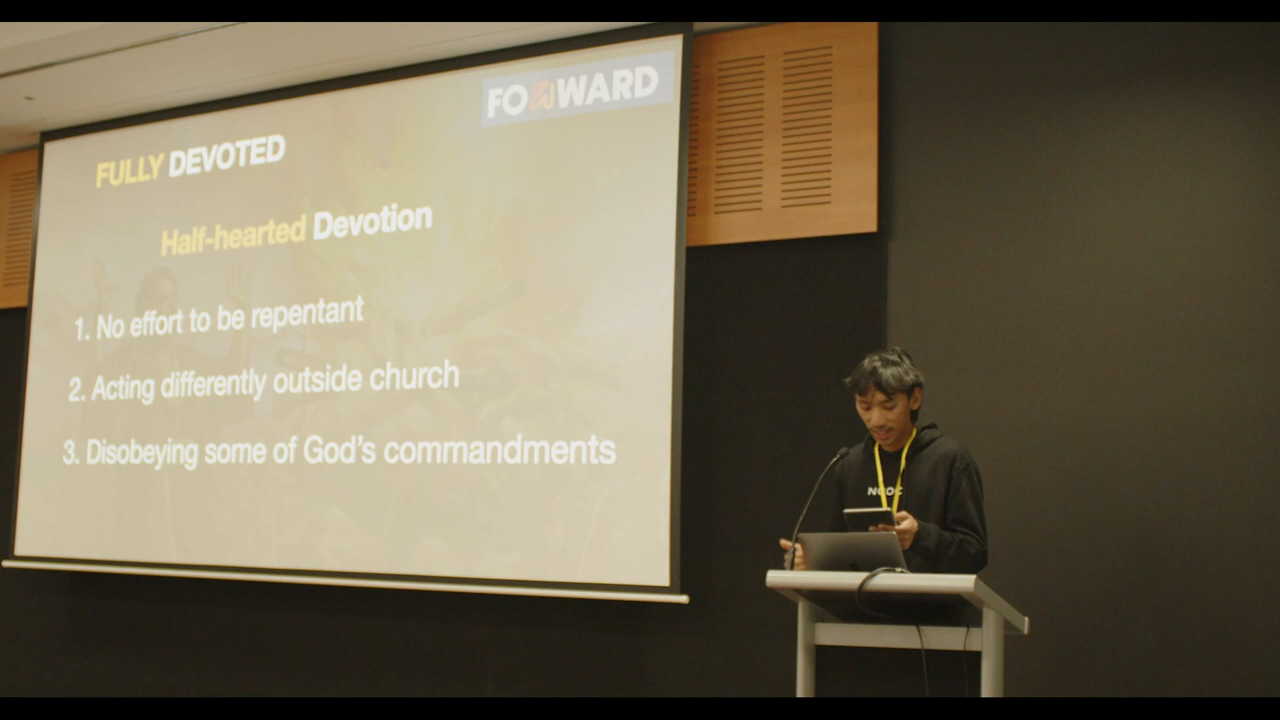 FORWARD
FULLY DEVOTED
Half-hearted Devotion
1. No effort to be repentant
2. Acting differently outside church
3. Disobeying some of God's commandments